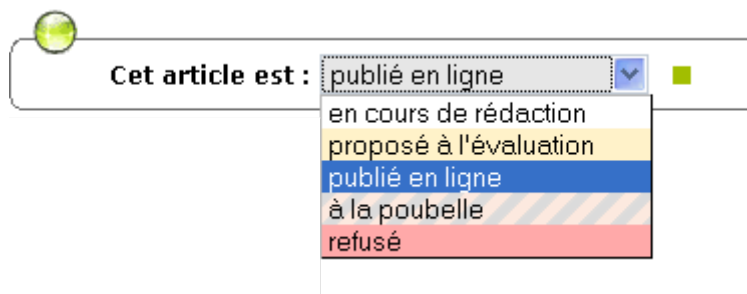 Cet article est : publié en ligne
en cours de rédaction
proposé à l'évaluation
publié en ligne
à la poubelle
refusé